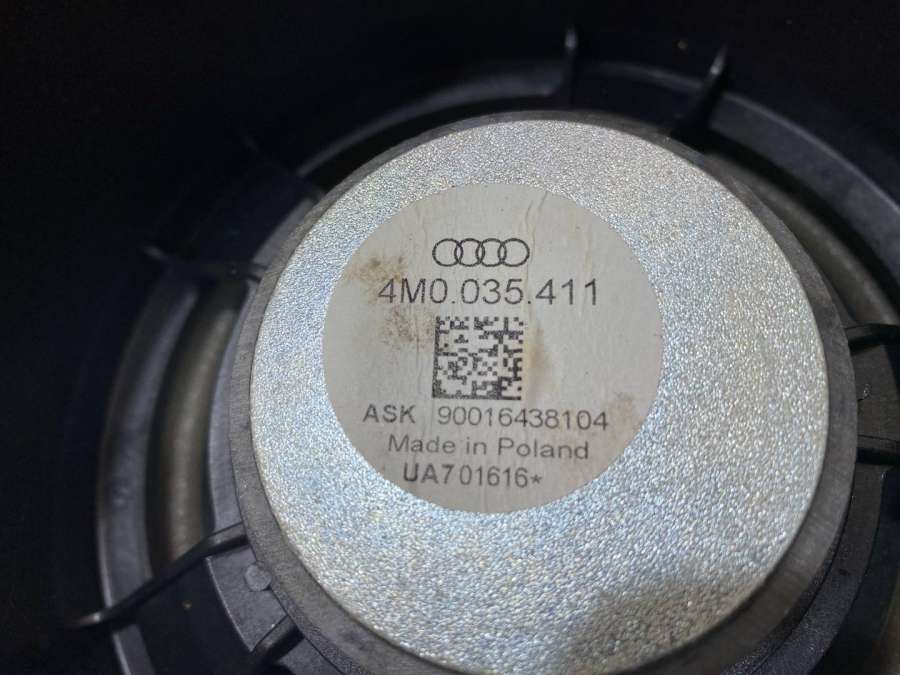 4M0.035.411
ASK 90016438104
Made in Poland
UA701616*